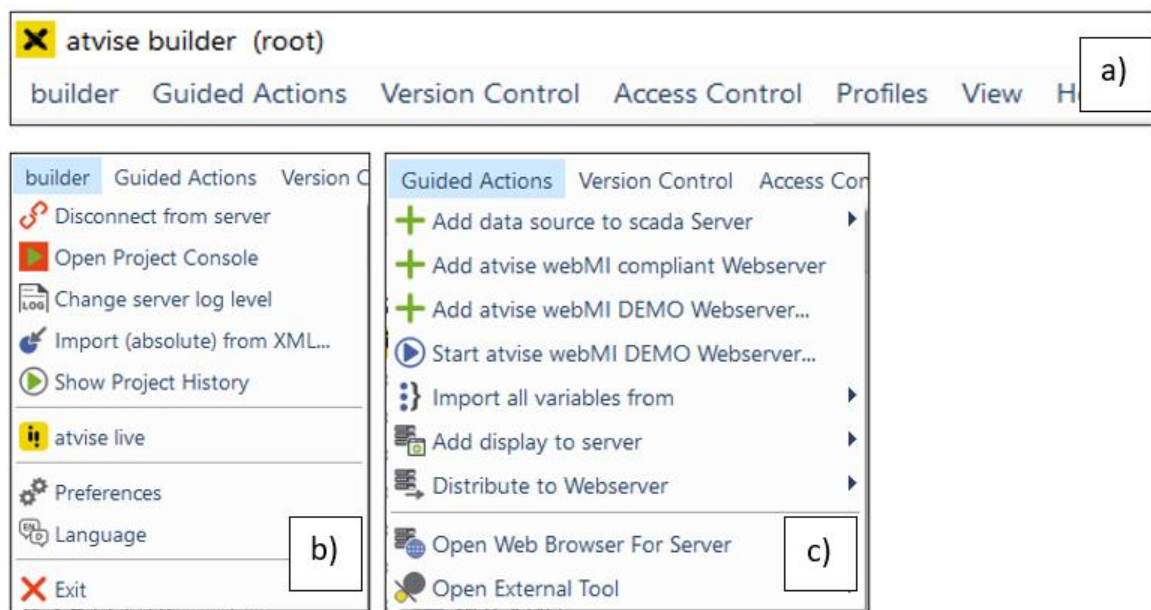 atvise builder (root)
builder Guided Actions Version Control Access Control Profiles View
a)
builder Guided Actions Version
Disconnect from server
Open Project Console
LOG Change server log level
Import (absolute) from XML...
Show Project History
atvise live
Preferences
Language
Exit
b)
Guided Actions Version Control Access
Add data source to scada Server
Add atvise webMI compliant Webserver
Add atvise webMI DEMO Webserver...
Start atvise webMI DEMO Webserver...
Import all variables from
Add display to server
Distribute to Webserver
Open Web Browser For Server
Open External Tool
c)